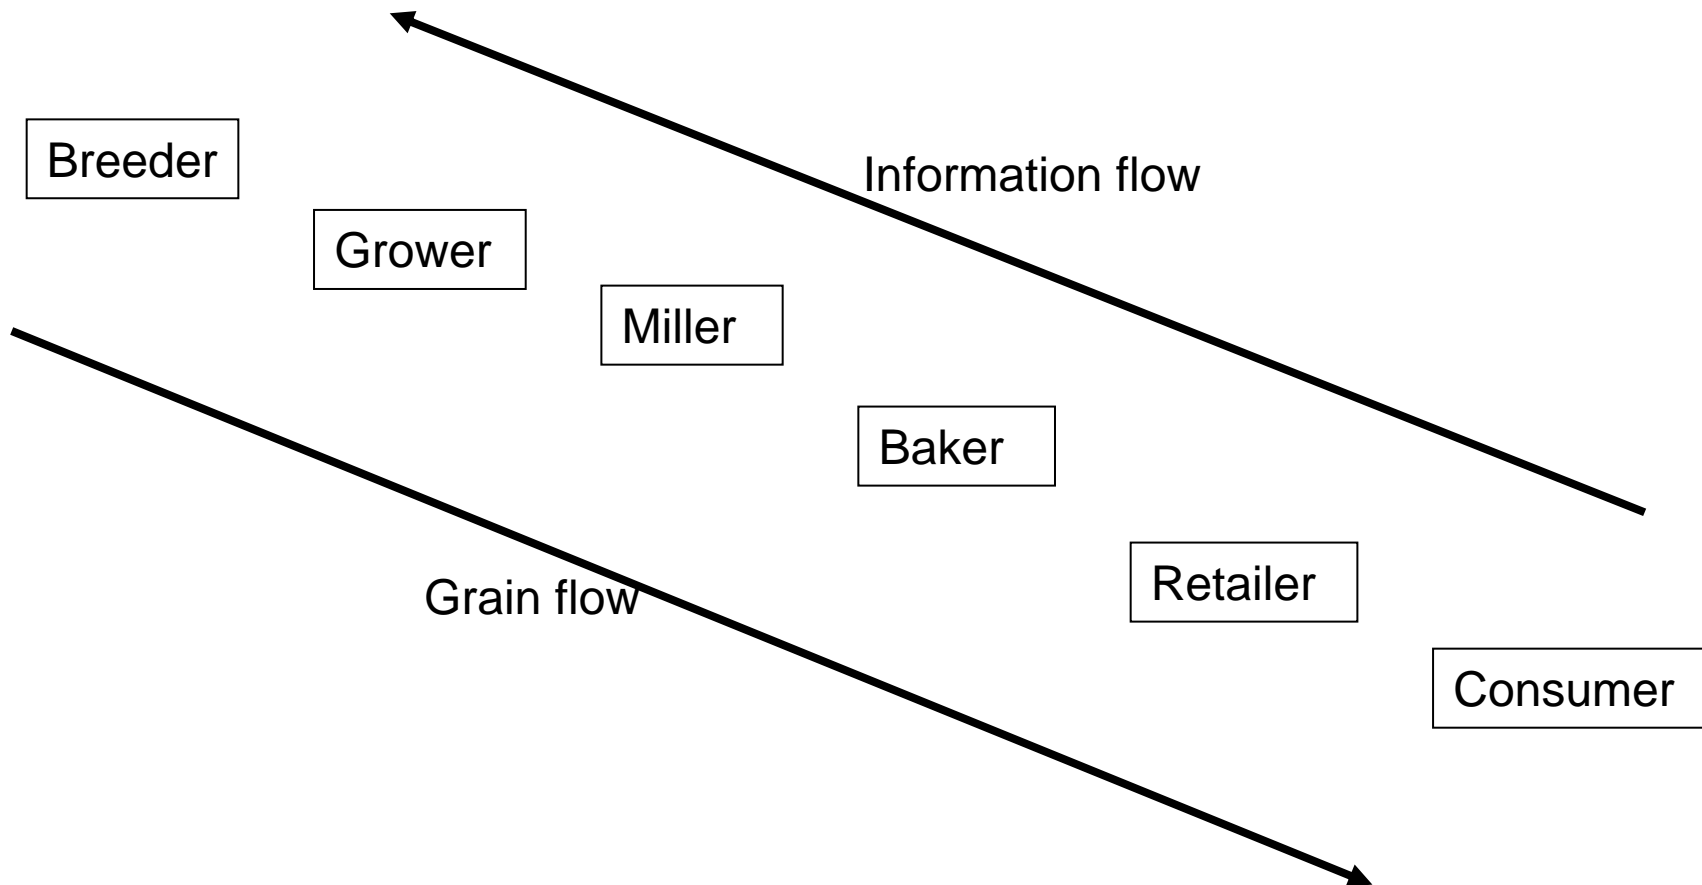 Breeder
Information flow
Grower
Miller
Baker
Retailer
Grain flow
Consumer